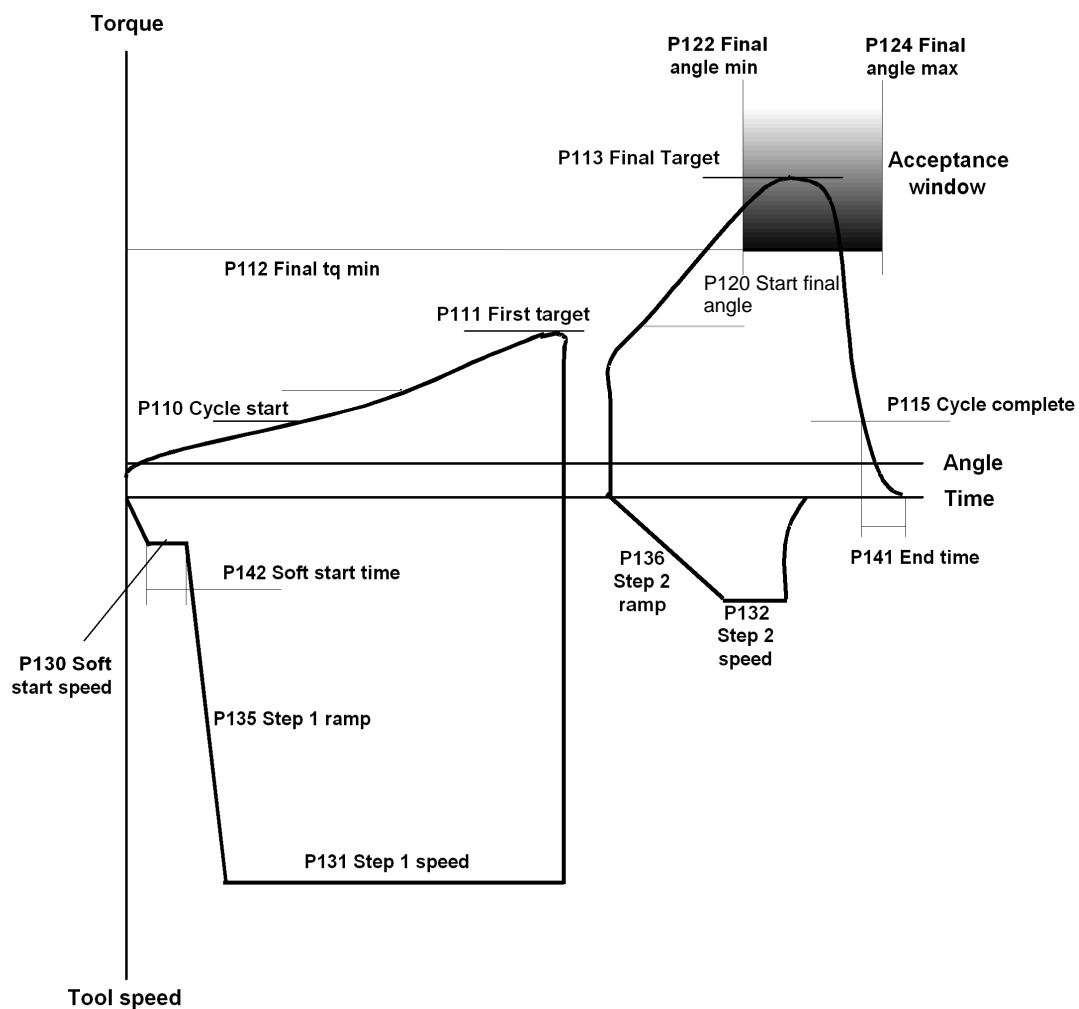 Torque
P122 Final
angle min
P124 Final
angle max
P113 Final Target
Acceptance
window
P112 Final tq min
P120 Start final
angle
P111 First target
P110 Cycle start
P115 Cycle complete
Angle
Time
P141 End time
P136
Step 2
ramp
P142 Soft start time
P132
Step 2
speed
P130 Soft
start speed
P135 Step 1 ramp
P131 Step 1 speed
Tool speed